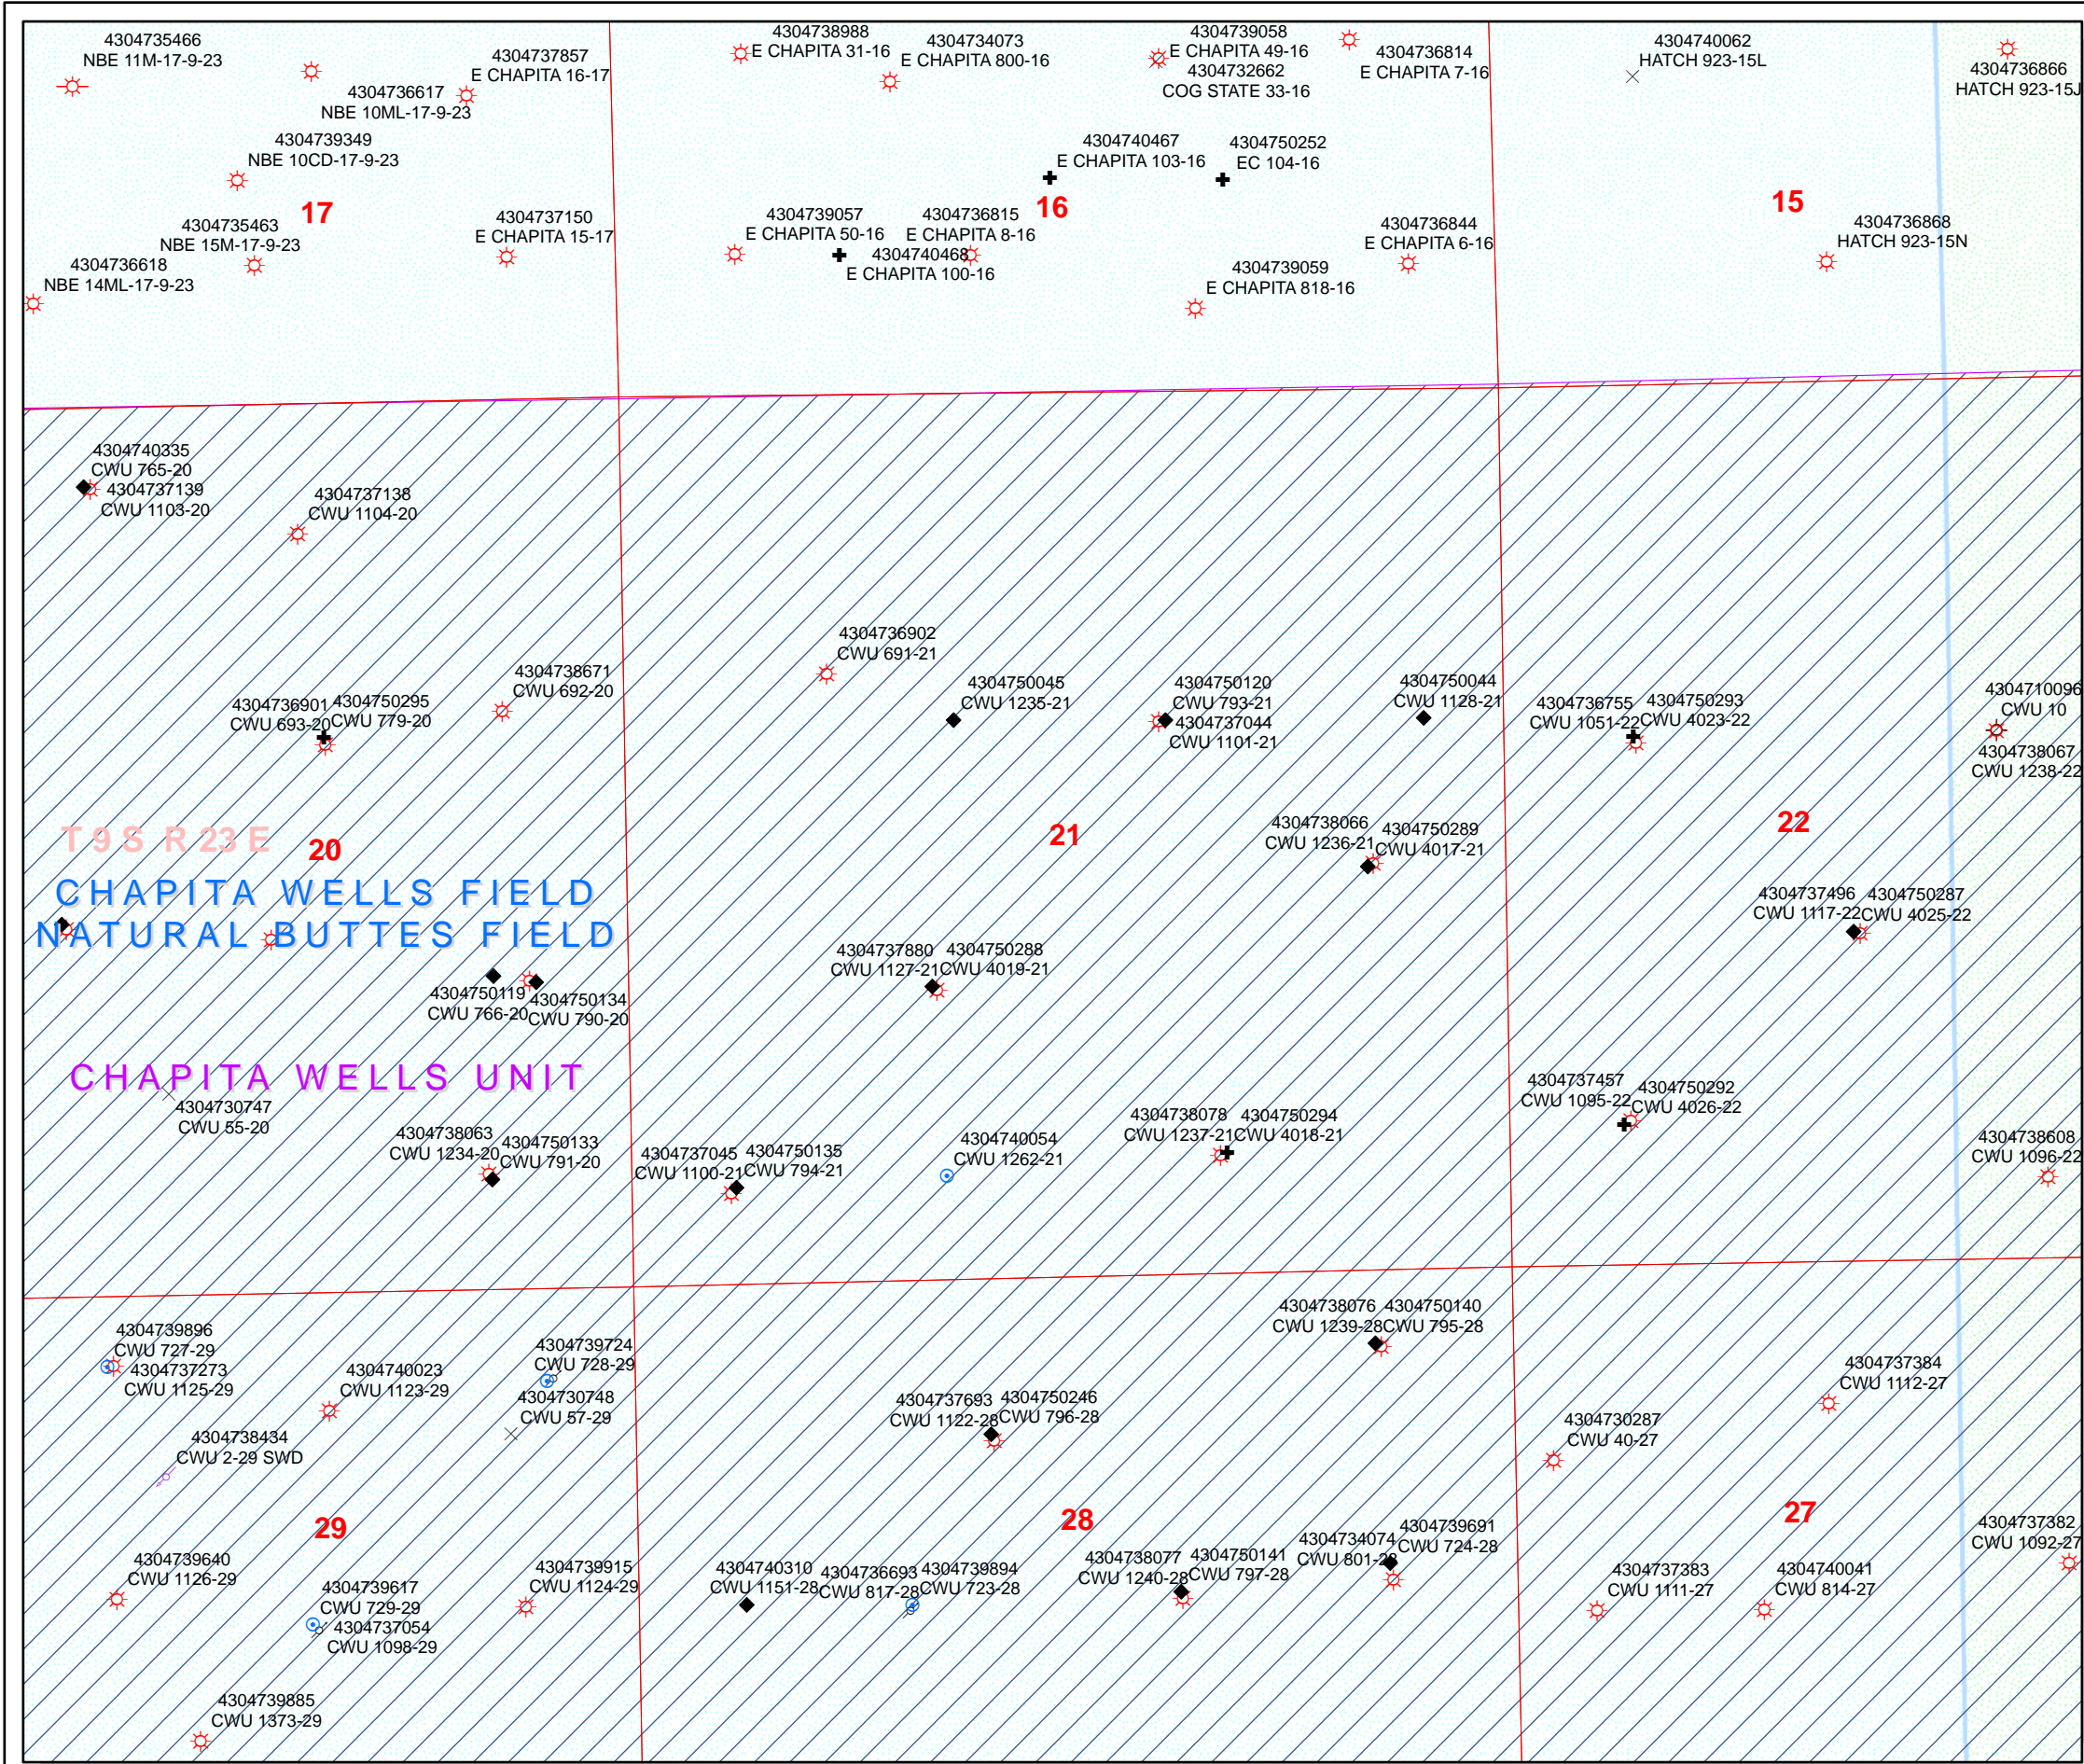 4304735466
NBE 11M-17-9-23
4304736617
NBE 10ML-17-9-23
4304737857
E CHAPITA 16-17
4304738988
E CHAPITA 31-16
4304734073
E CHAPITA 800-16
4304739058
E CHAPITA 49-16
4304732662
COG STATE 33-16
4304736814
E CHAPITA 7-16
4304740062
HATCH 923-15L
4304736866
HATCH 923-15J
4304739349
NBE 10CD-17-9-23
4304740467
E CHAPITA 103-16
4304750252
EC 104-16
17
16
15
4304735463
NBE 15M-17-9-23
4304737150
E CHAPITA 15-17
4304739057
E CHAPITA 50-16
4304736815
E CHAPITA 8-16
4304740468
E CHAPITA 100-16
4304736844
E CHAPITA 6-16
4304736868
HATCH 923-15N
4304736618
NBE 14ML-17-9-23
4304739059
E CHAPITA 818-16
4304740335
CWU 765-20
4304737139
CWU 1103-20
4304737138
CWU 1104-20
4304736902
CWU 691-21
4304738671
CWU 692-20
4304736901
CWU 693-20
4304750295
CWU 779-20
4304750045
CWU 1235-21
4304750120
CWU 793-21
4304737044
CWU 1101-21
4304750044
CWU 1128-21
4304736755
CWU 1051-22
4304750293
CWU 4023-22
4304710096
CWU 10
4304738067
CWU 1238-22
T9S R23E
20
21
22
4304738066
CWU 1236-21
4304750289
CWU 4017-21
CHAPITA WELLS FIELD
NATURAL BUTTES FIELD
4304737496
CWU 1117-22
4304750287
CWU 4025-22
4304737880
CWU 1127-21
4304750288
CWU 4019-21
4304750119
CWU 766-20
4304750134
CWU 790-20
CHAPITA WELLS UNIT
4304730747
CWU 55-20
4304738063
CWU 1234-20
4304750133
CWU 791-20
4304737045
CWU 1100-21
4304750135
CWU 794-21
4304740054
CWU 1262-21
4304738078
CWU 1237-21
4304750294
CWU 4018-21
4304737457
CWU 1095-22
4304750292
CWU 4026-22
4304738608
CWU 1096-22
4304739896
CWU 727-29
4304737273
CWU 1125-29
4304740023
CWU 1123-29
4304739724
CWU 728-29
4304730748
CWU 57-29
4304738076
CWU 1239-28
4304750140
CWU 795-28
4304737693
CWU 1122-28
4304750246
CWU 796-28
4304737384
CWU 1112-27
4304730287
CWU 40-27
4304738434
CWU 2-29 SWD
29
28
27
4304739640
CWU 1126-29
4304739617
CWU 729-29
4304737054
CWU 1098-29
4304739915
CWU 1124-29
4304740310
CWU 1151-28
4304736693
CWU 817-28
4304739894
CWU 723-28
4304738077
CWU 1240-28
4304750141
CWU 797-28
4304734074
CWU 801-28
4304739691
CWU 724-28
4304737383
CWU 1111-27
4304740041
CWU 814-27
4304737382
CWU 1092-27
4304739885
CWU 1373-29